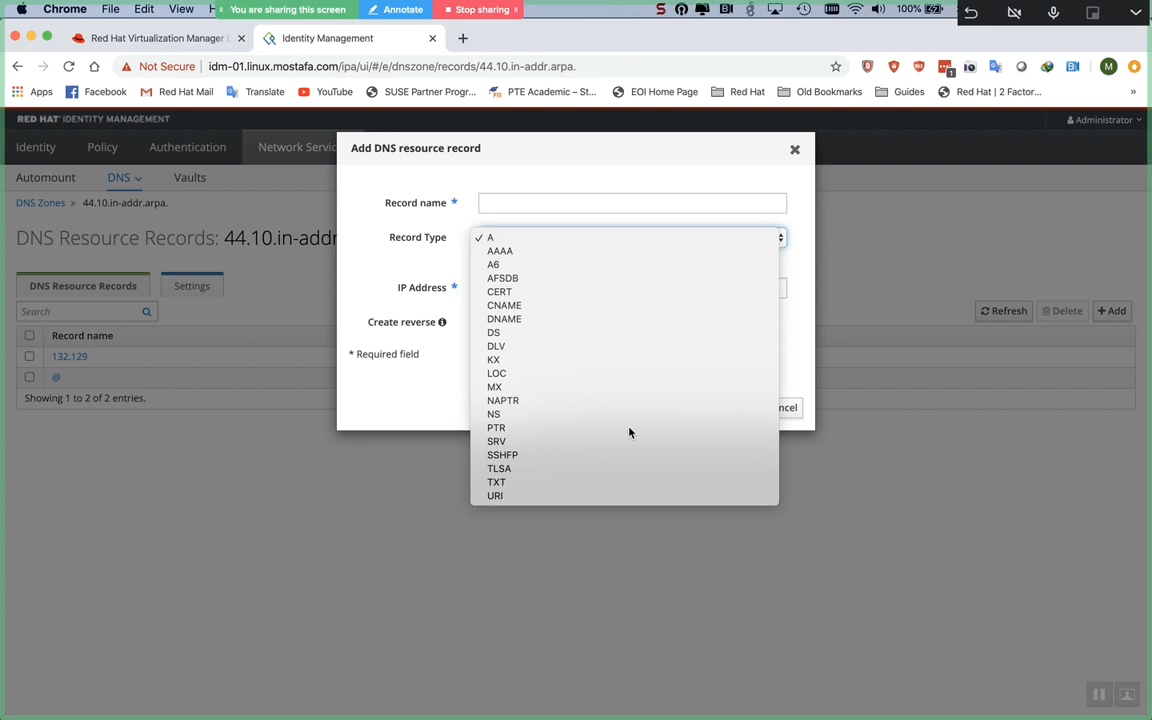 Chrome File Edit View
You are sharing this screen Annotate Stop sharing
100%
Red Hat Virtualization Manager
Identity Management
Not Secure idm-01.linux.mostafa.com/ipa/ui/#/e/dnszone/records/44.10.in-addr.arpa.
1 M
Apps Facebook Red Hat Mail Translate YouTube SUSE Partner Progr... PTE Academic – St... EOI Home Page Red Hat Old Bookmarks Guides Red Hat | 2 Factor... »
RED HAT IDENTITY MANAGEMENT
Administrator
Identity Policy Authentication Network Servic
Automount DNS Vaults
DNS Zones » 44.10.in-addr.arpa.
DNS Resource Records: 44.10.in-addr
DNS Resource Records Settings
Search
Refresh Delete + Add
Record name
132.129
@
Showing 1 to 2 of 2 entries.
Add DNS resource record
Record name *
Record Type
IP Address *
Create reverse
* Required field
ncel
✓ A
AAAA
A6
AFSDB
CERT
CNAME
DNAME
DS
DLV
KX
LOC
MX
NAPTR
NS
PTR
SRV
SSHFP
TLSA
TXT
URI